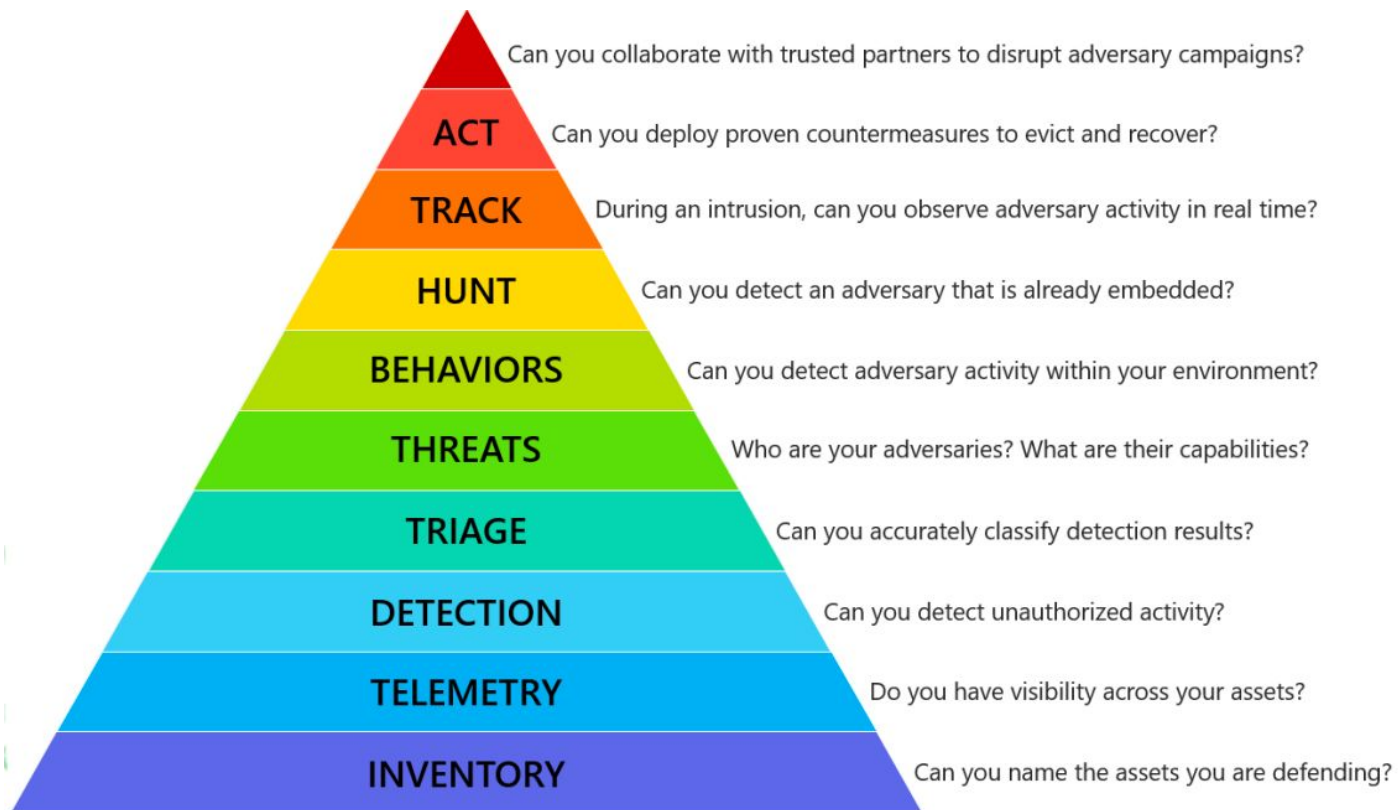 Can you collaborate with trusted partners to disrupt adversary campaigns?
ACT Can you deploy proven countermeasures to evict and recover?
TRACK During an intrusion, can you observe adversary activity in real time?
HUNT Can you detect an adversary that is already embedded?
BEHAVIORS Can you detect adversary activity within your environment?
THREATS Who are your adversaries? What are their capabilities?
TRIAGE Can you accurately classify detection results?
DETECTION Can you detect unauthorized activity?
TELEMETRY Do you have visibility across your assets?
INVENTORY Can you name the assets you are defending?